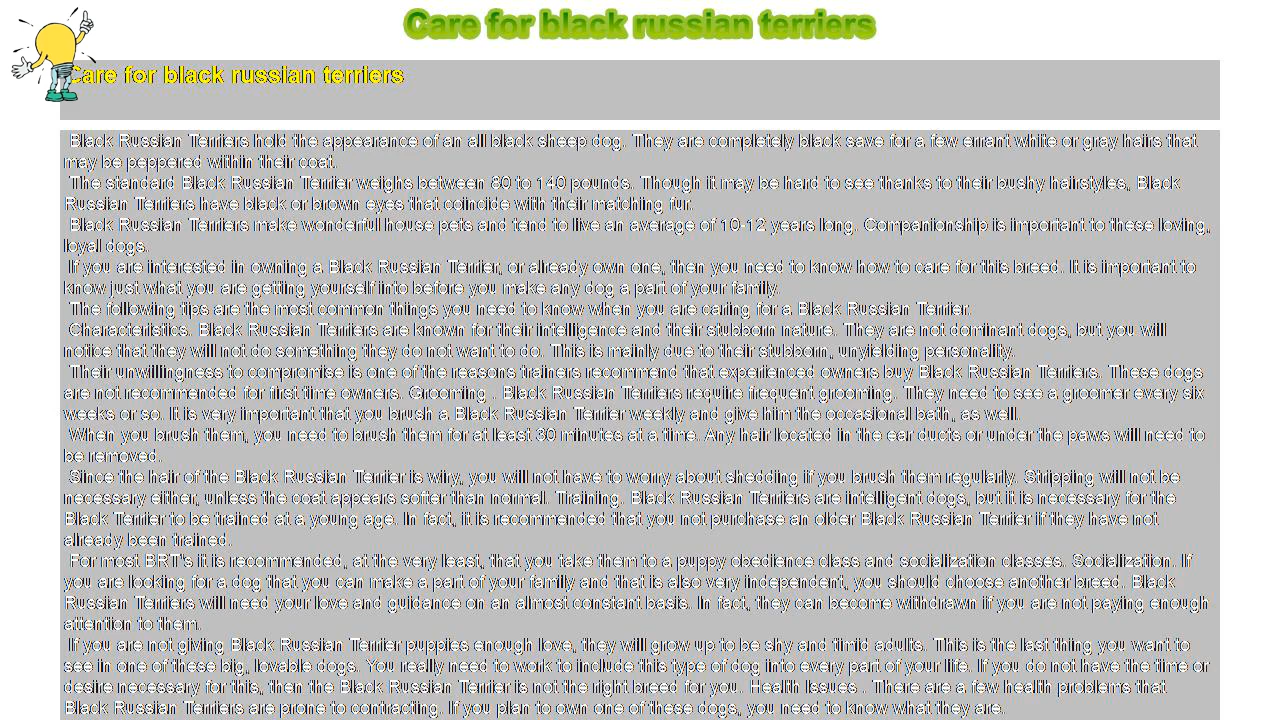 Care for black russian terriers
Care for black russian terriers
Black Russian Terriers hold the appearance of an all black sheep dog. They are completely black save for a few errant white or gray hairs that
may be peppered within their coat.
The standard Black Russian Terrier weighs between 80 to 140 pounds. Though it may be hard to see thanks to their bushy hairstyles, Black
Russian Terriers have black or brown eyes that coincide with their matching fur.
Black Russian Terriers make wonderful house pets and tend to live an average of 10-12 years long. Companionship is important to these loving,
loyal dogs.
If you are interested in owning a Black Russian Terrier, or already own one, then you need to know how to care for this breed. It is important to
know just what you are getting yourself into before you make any dog a part of your family.
The following tips are the most common things you need to know when you are caring for a Black Russian Terrier.
Characteristics. Black Russian Terriers are known for their intelligence and their stubborn nature. They are not dominant dogs, but you will
notice that they will not do something they do not want to do. This is mainly due to their stubborn, unyielding personality.
Their unwillingness to compromise is one of the reasons trainers recommend that experienced owners buy Black Russian Terriers. These dogs
are not recommended for first time owners. Grooming . Black Russian Terriers require frequent grooming. They need to see a groomer every six
weeks or so. It is very important that you brush a Black Russian Terrier weekly and give him the occasional bath, as well.
When you brush them, you need to brush them for at least 30 minutes at a time. Any hair located in the ear ducts or under the paws will need to
be removed.
Since the hair of the Black Russian Terrier is wiry, you will not have to worry about shedding if you brush them regularly. Stripping will not be
necessary either, unless the coat appears softer than normal. Training. Black Russian Terriers are intelligent dogs, but it is necessary for the
Black Terrier to be trained at a young age. In fact, it is recommended that you not purchase an older Black Russian Terrier if they have not
already been trained.
For most BRT's it is recommended, at the very least, that you take them to a puppy obedience class and socialization classes. Socialization. If
you are looking for a dog that you can make a part of your family and that is also very independent, you should choose another breed. Black
Russian Terriers will need your love and guidance on an almost constant basis. In fact, they can become withdrawn if you are not paying enough
attention to them.
If you are not giving Black Russian Terrier puppies enough love, they will grow up to be shy and timid adults. This is the last thing you want to
see in one of these big, lovable dogs. You really need to work to include this type of dog into every part of your life. If you do not have the time or
desire necessary for this, then the Black Russian Terrier is not the right breed for you. Health Issues . There are a few health problems that
Black Russian Terriers are prone to contracting. If you plan to own one of these dogs, you need to know what they are.